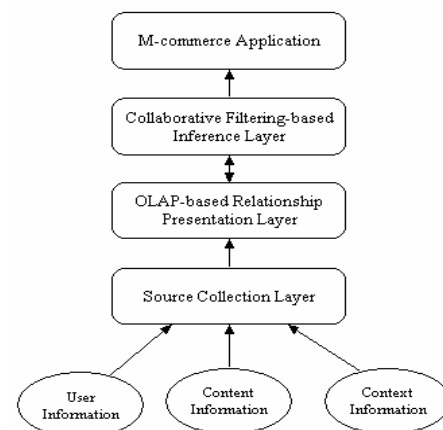 M-commerce Application
Collaborative Filtering-based
Inference Layer
OLAP-based Relationship
Presentation Layer
Source Collection Layer
User
Information
Content
Information
Context
Information